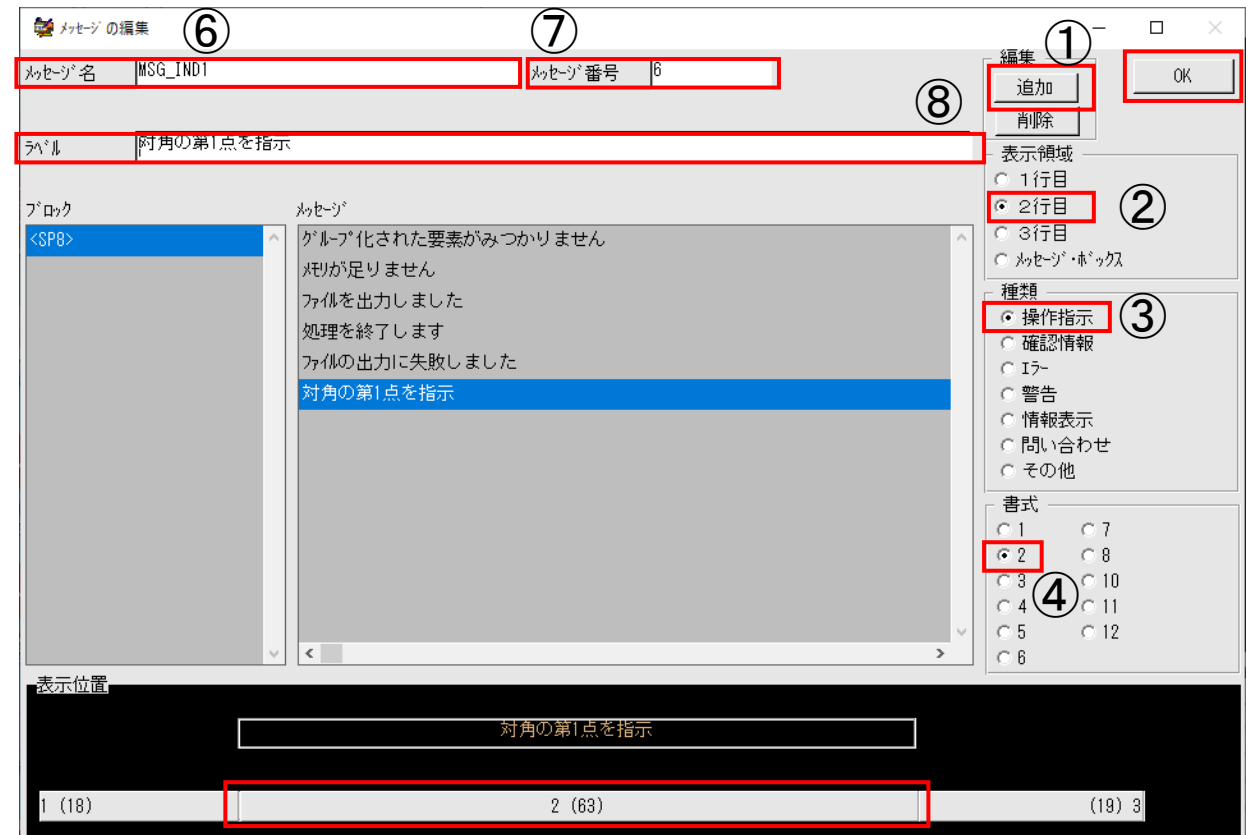 ﾒｯｾｰｼﾞの編集
⑥
⑦
①
ﾒｯｾｰｼﾞ名
MSG_IND1
ﾒｯｾｰｼﾞ番号
6
編集
追加
削除
OK
⑧
ﾗﾍﾞﾙ
対角の第1点を指示
表示領域
1行目
2行目
②
3行目
ﾒｯｾｰｼﾞ･ﾎﾞｯｸｽ
ﾌﾞﾛｯｸ
<SP8>
ﾒｯｾｰｼﾞ
ｸﾞﾙｰﾌﾟ化された要素がみつかりません
ﾒﾓﾘが足りません
ﾌｧｲﾙを出力しました
処理を終了します
ﾌｧｲﾙの出力に失敗しました
対角の第1点を指示
種類
操作指示
③
確認情報
ｴﾗｰ
警告
情報表示
問い合わせ
その他
書式
1 7
2 8
3 10
④
4 11
5 12
6
表示位置
対角の第1点を指示
1 (18)
2 (63)
(19) 3